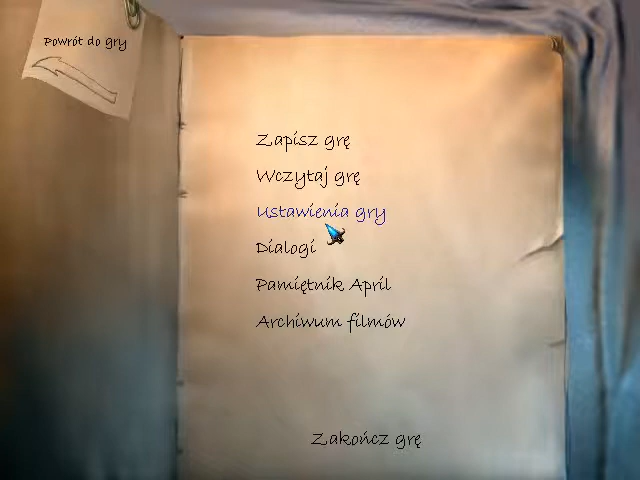 Powrót do gry
Zapisz grę
Wczytaj grę
Ustawienia gry
Dialogi
Pamiętnik April
Archiwum filmów
Zakończ grę